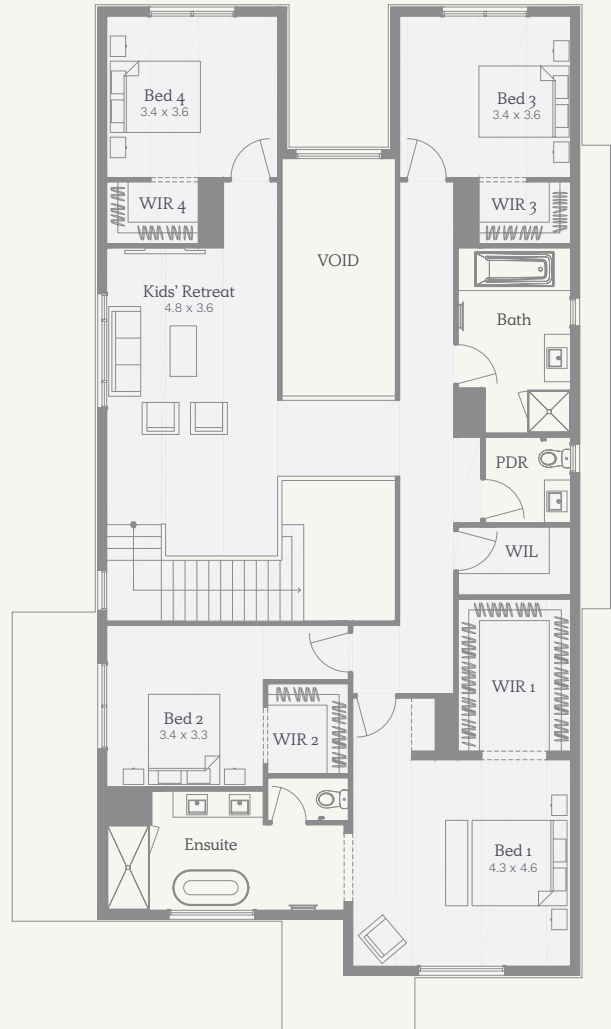 Bed 4
3.4 x 3.6
Bed 3
3.4 x 3.6
WIR 4
WIR 3
VOID
Kids' Retreat
4.8 x 3.6
Bath
PDR
WIL
WIR 1
Bed 2
3.4 x 3.3
WIR 2
Ensuite
Bed 1
4.3 x 4.6